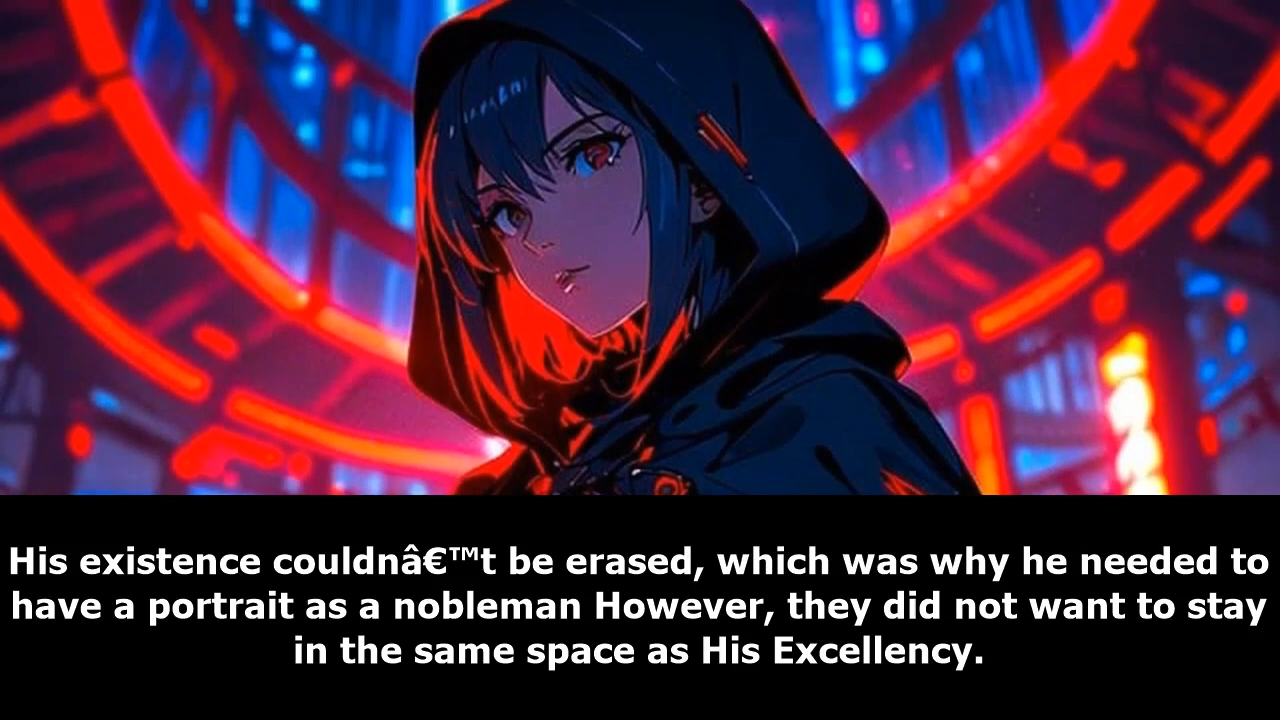 His existence couldnâ€™t be erased, which was why he needed to
have a portrait as a nobleman However, they did not want to stay
in the same space as His Excellency.